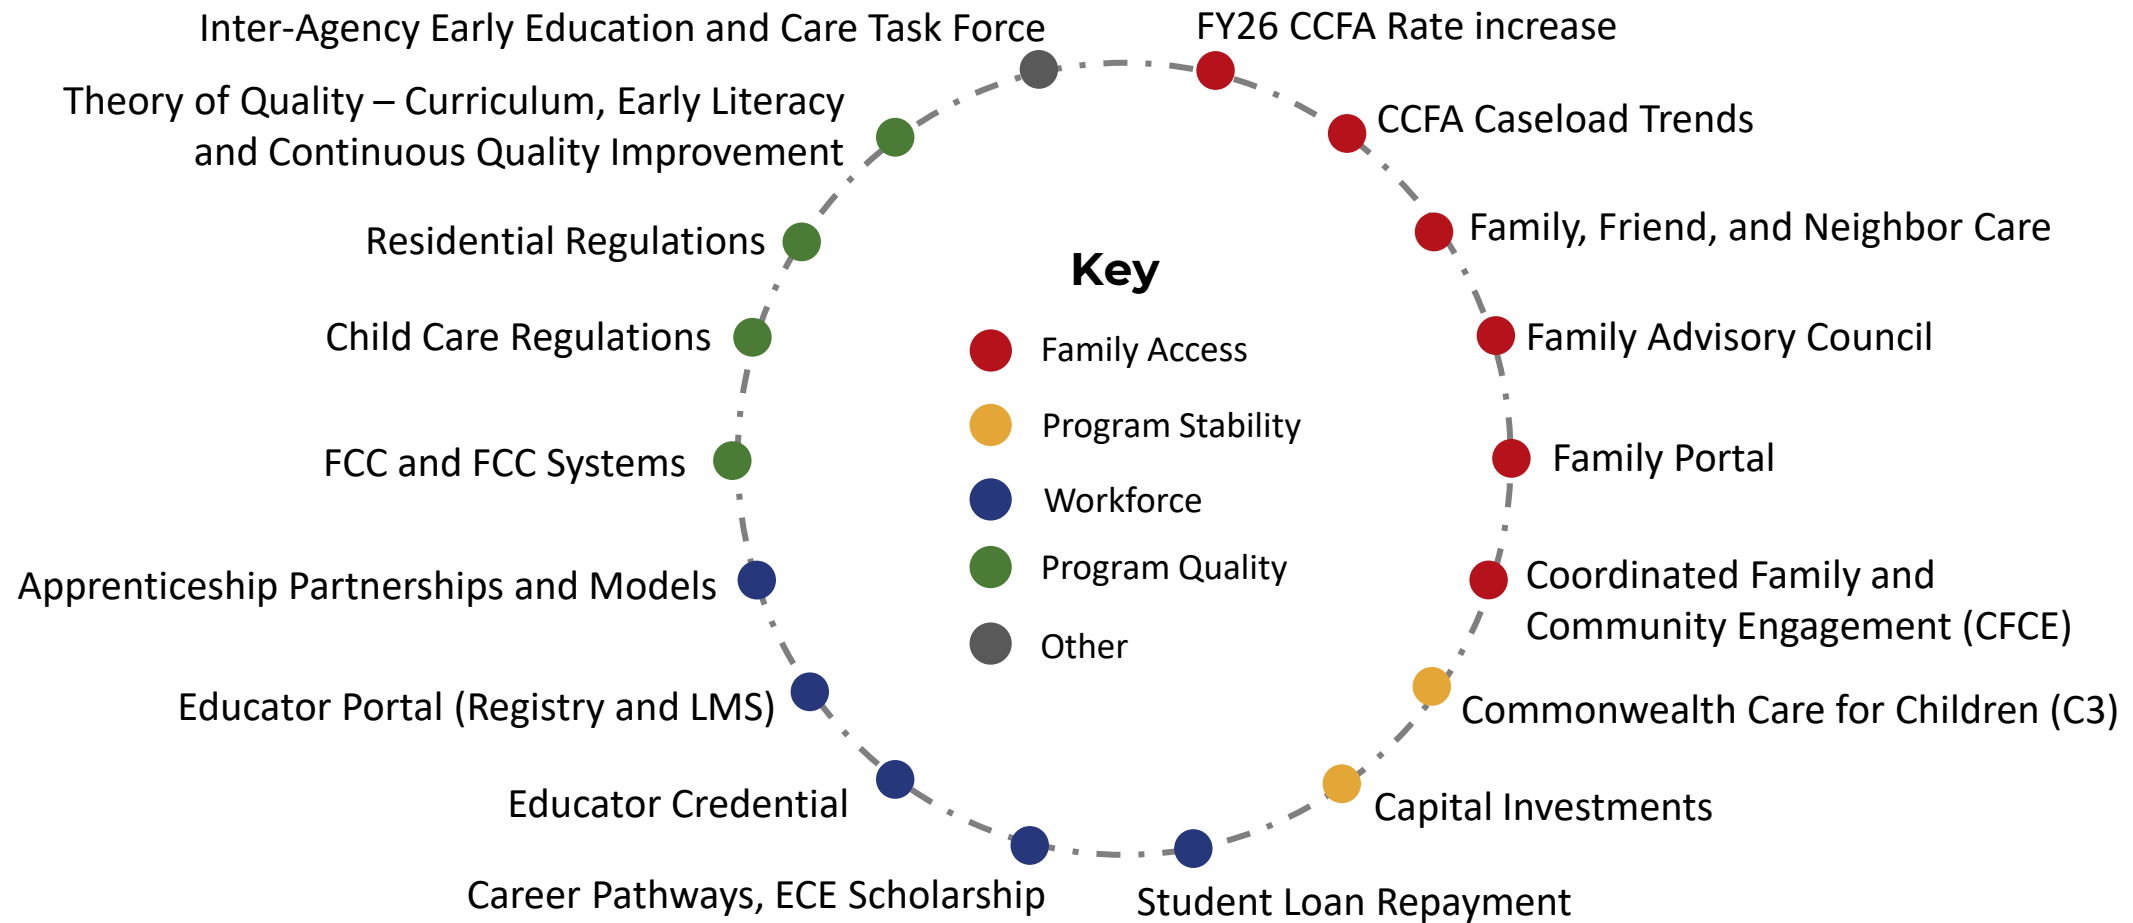 Inter-Agency Early Education and Care Task Force
FY26 CCFA Rate increase
Theory of Quality – Curriculum, Early Literacy
and Continuous Quality Improvement
CCFA Caseload Trends
Residential Regulations
Family, Friend, and Neighbor Care
Key
Child Care Regulations
Family Access
Family Advisory Council
Program Stability
FCC and FCC Systems
Workforce
Family Portal
Program Quality
Apprenticeship Partnerships and Models
Coordinated Family and
Community Engagement (CFCE)
Other
Educator Portal (Registry and LMS)
Commonwealth Care for Children (C3)
Educator Credential
Capital Investments
Career Pathways, ECE Scholarship
Student Loan Repayment